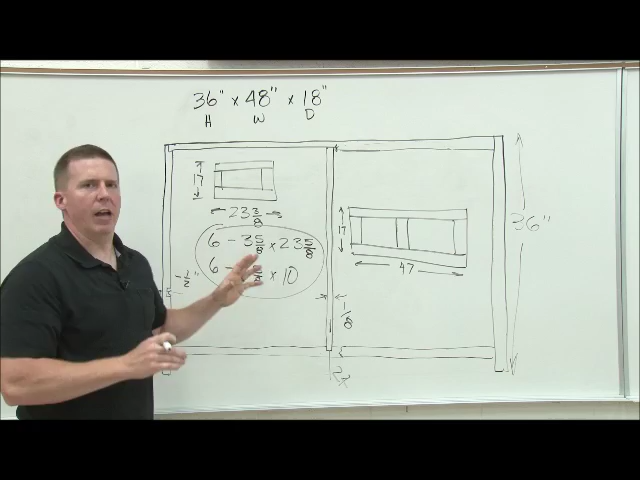 36" x 48" x 18"
H W D
17
23 3/8
6 - 3 5/8 x 23 5/8
6 - x 10
1/2"
17
47
36"
1/8